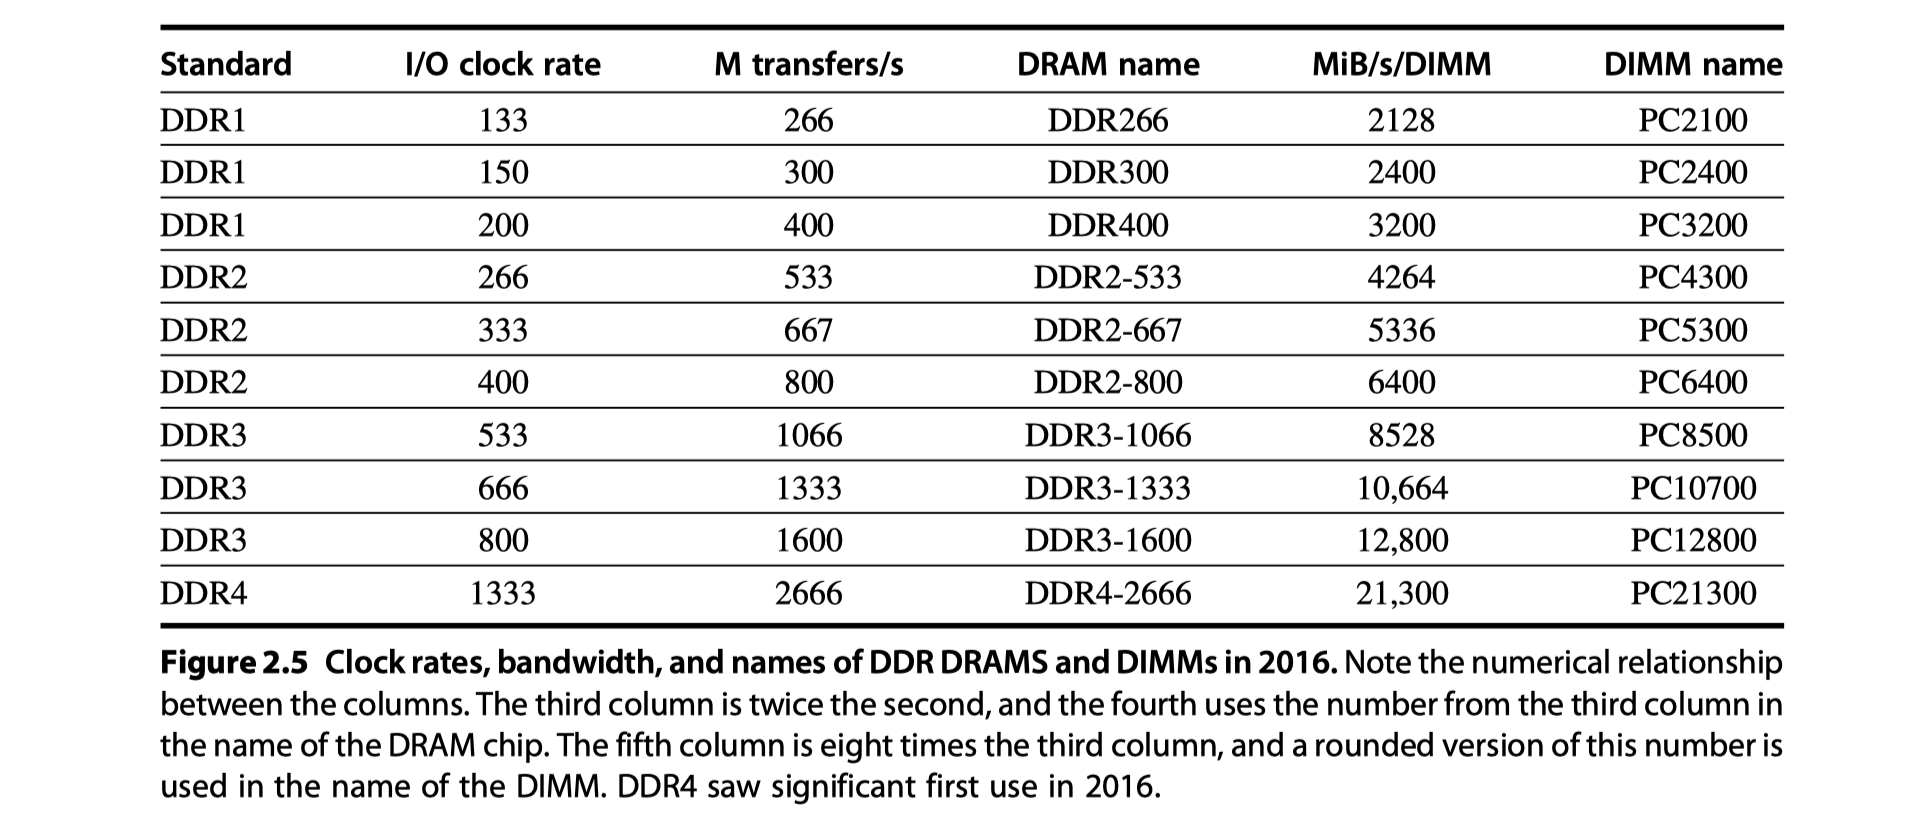 Standard I/O clock rate M transfers/s DRAM name MiB/s/DIMM DIMM name
DDR1 133 266 DDR266 2128 PC2100
DDR1 150 300 DDR300 2400 PC2400
DDR1 200 400 DDR400 3200 PC3200
DDR2 266 533 DDR2-533 4264 PC4300
DDR2 333 667 DDR2-667 5336 PC5300
DDR2 400 800 DDR2-800 6400 PC6400
DDR3 533 1066 DDR3-1066 8528 PC8500
DDR3 666 1333 DDR3-1333 10,664 PC10700
DDR3 800 1600 DDR3-1600 12,800 PC12800
DDR4 1333 2666 DDR4-2666 21,300 PC21300
Figure 2.5 Clock rates, bandwidth, and names of DDR DRAMS and DIMMs in 2016. Note the numerical relationship
between the columns. The third column is twice the second, and the fourth uses the number from the third column in
the name of the DRAM chip. The fifth column is eight times the third column, and a rounded version of this number is
used in the name of the DIMM. DDR4 saw significant first use in 2016.